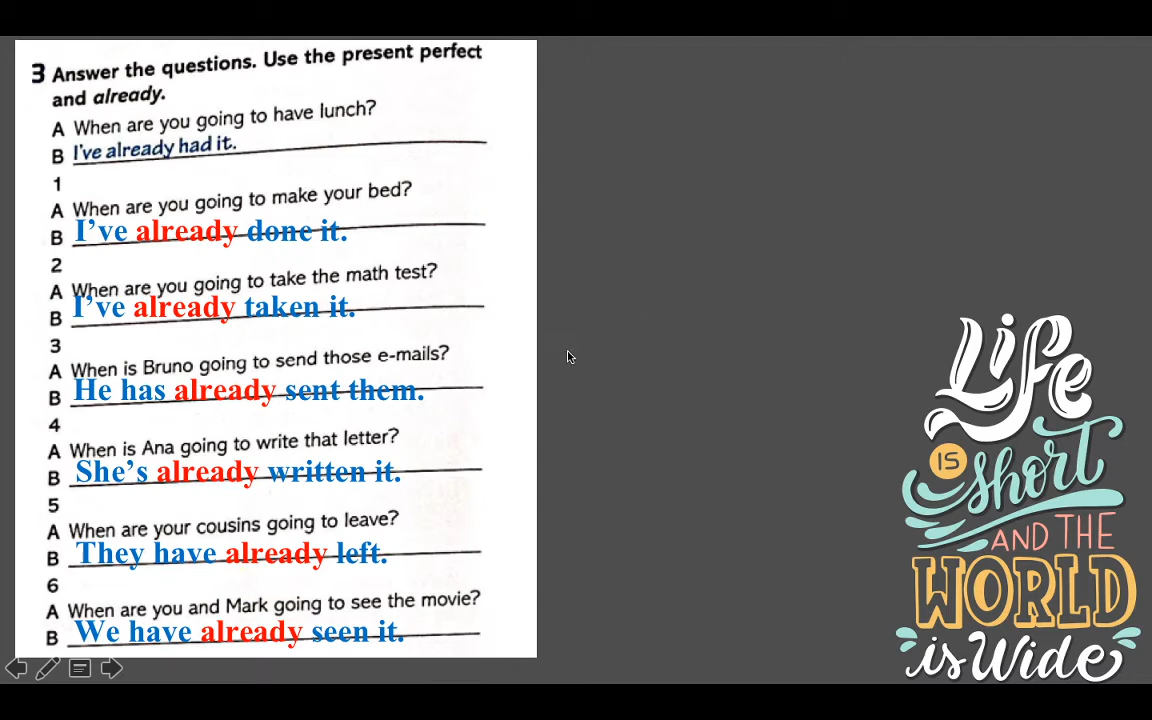 3 Answer the questions. Use the present perfect
and already.
A When are you going to have lunch?
B I've already had it.
1
A When are you going to make your bed?
B I’ve already done it.
2
A When are you going to take the math test?
B I’ve already taken it.
3
A When is Bruno going to send those e-mails?
B He has already sent them.
4
A When is Ana going to write that letter?
B She’s already written it.
5
A When are your cousins going to leave?
B They have already left.
6
A When are you and Mark going to see the movie?
B We have already seen it.
Life
IS
short
AND THE
WORLD
is Wide